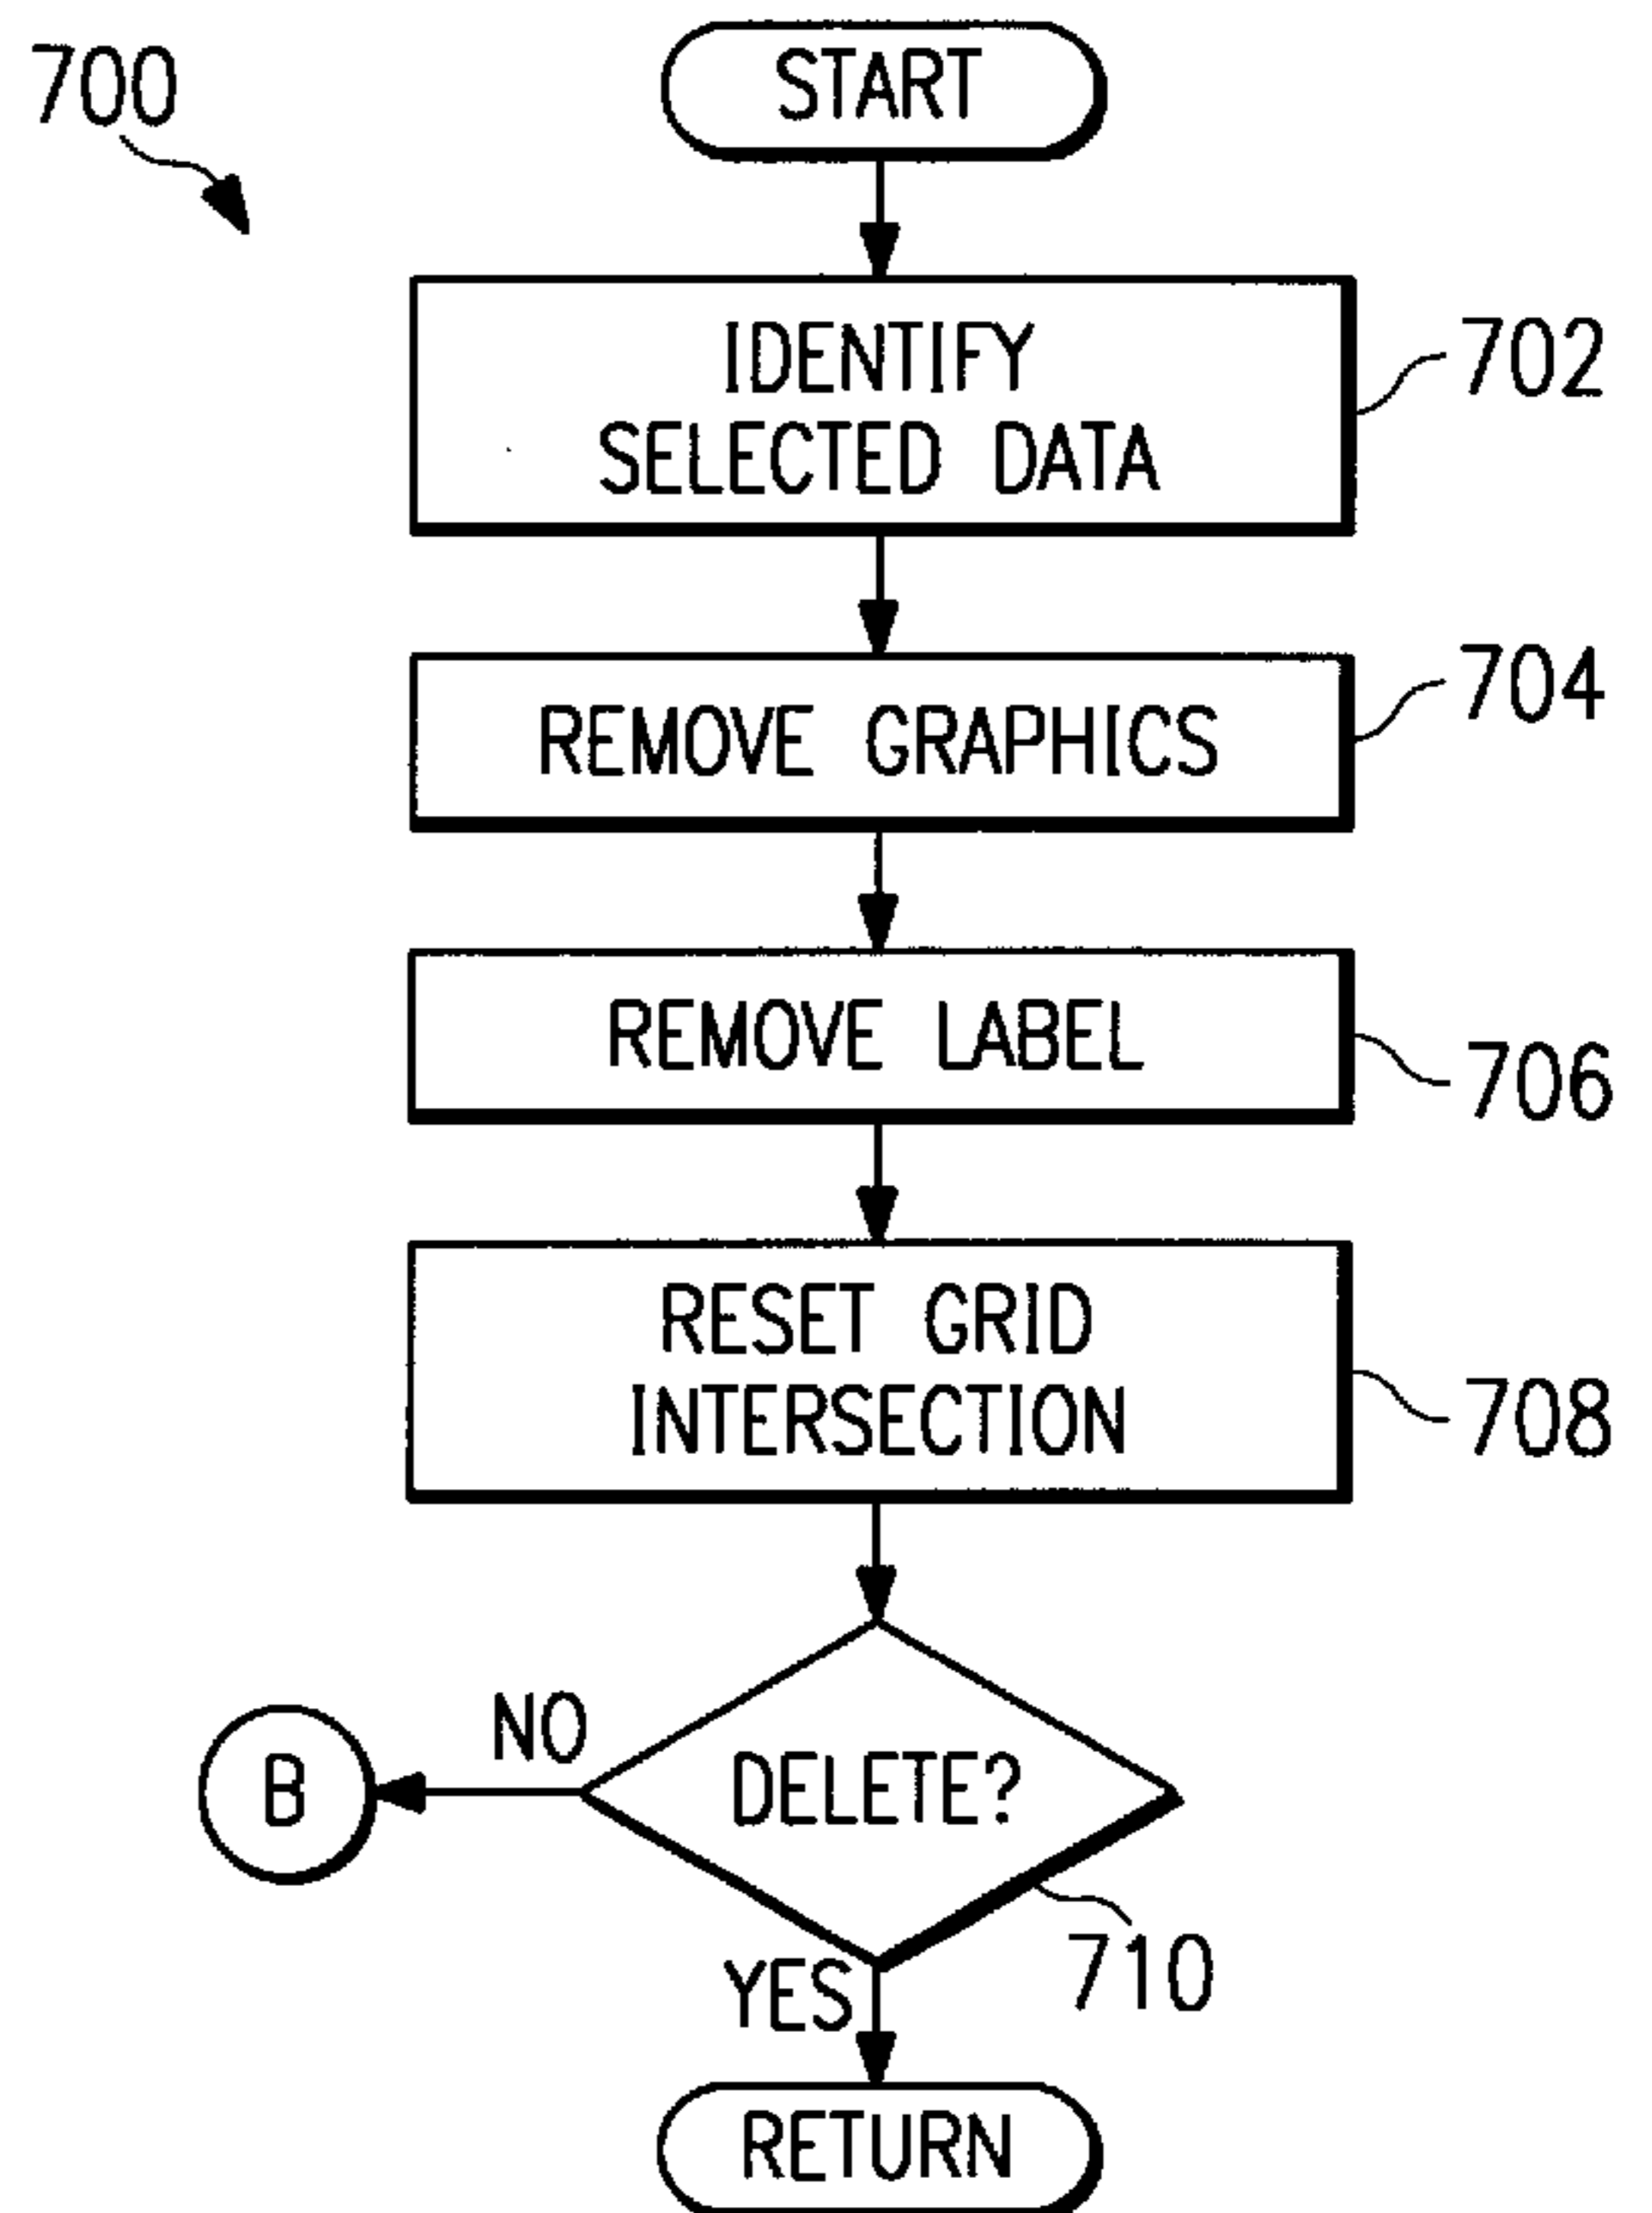 700
START
IDENTIFY
SELECTED DATA
702
REMOVE GRAPHICS
704
REMOVE LABEL
706
RESET GRID
INTERSECTION
708
NO
B
DELETE?
710
YES
RETURN